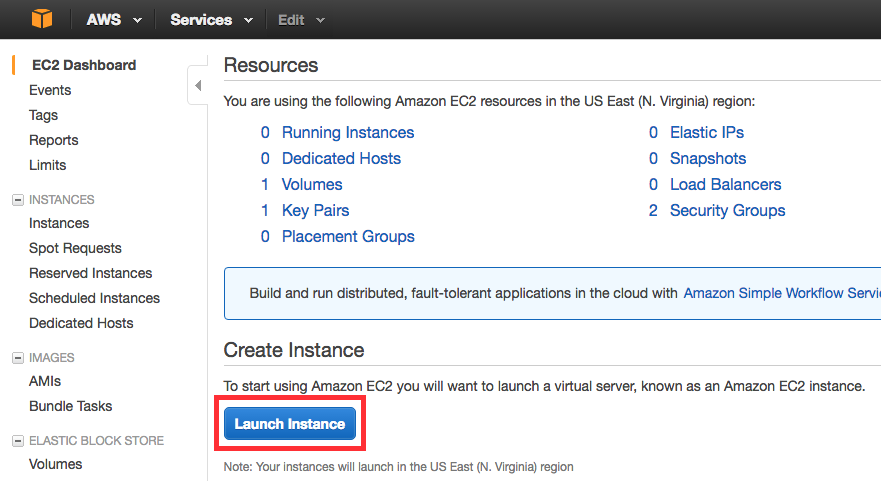 AWS Services Edit
EC2 Dashboard
Events
Tags
Reports
Limits
INSTANCES
Instances
Spot Requests
Reserved Instances
Scheduled Instances
Dedicated Hosts
IMAGES
AMIs
Bundle Tasks
ELASTIC BLOCK STORE
Volumes
Resources
You are using the following Amazon EC2 resources in the US East (N. Virginia) region:
0 Running Instances
0 Dedicated Hosts
1 Volumes
1 Key Pairs
0 Placement Groups
0 Elastic IPs
0 Snapshots
0 Load Balancers
2 Security Groups
Build and run distributed, fault-tolerant applications in the cloud with Amazon Simple Workflow Servi
Create Instance
To start using Amazon EC2 you will want to launch a virtual server, known as an Amazon EC2 instance.
Launch Instance
Note: Your instances will launch in the US East (N. Virginia) region